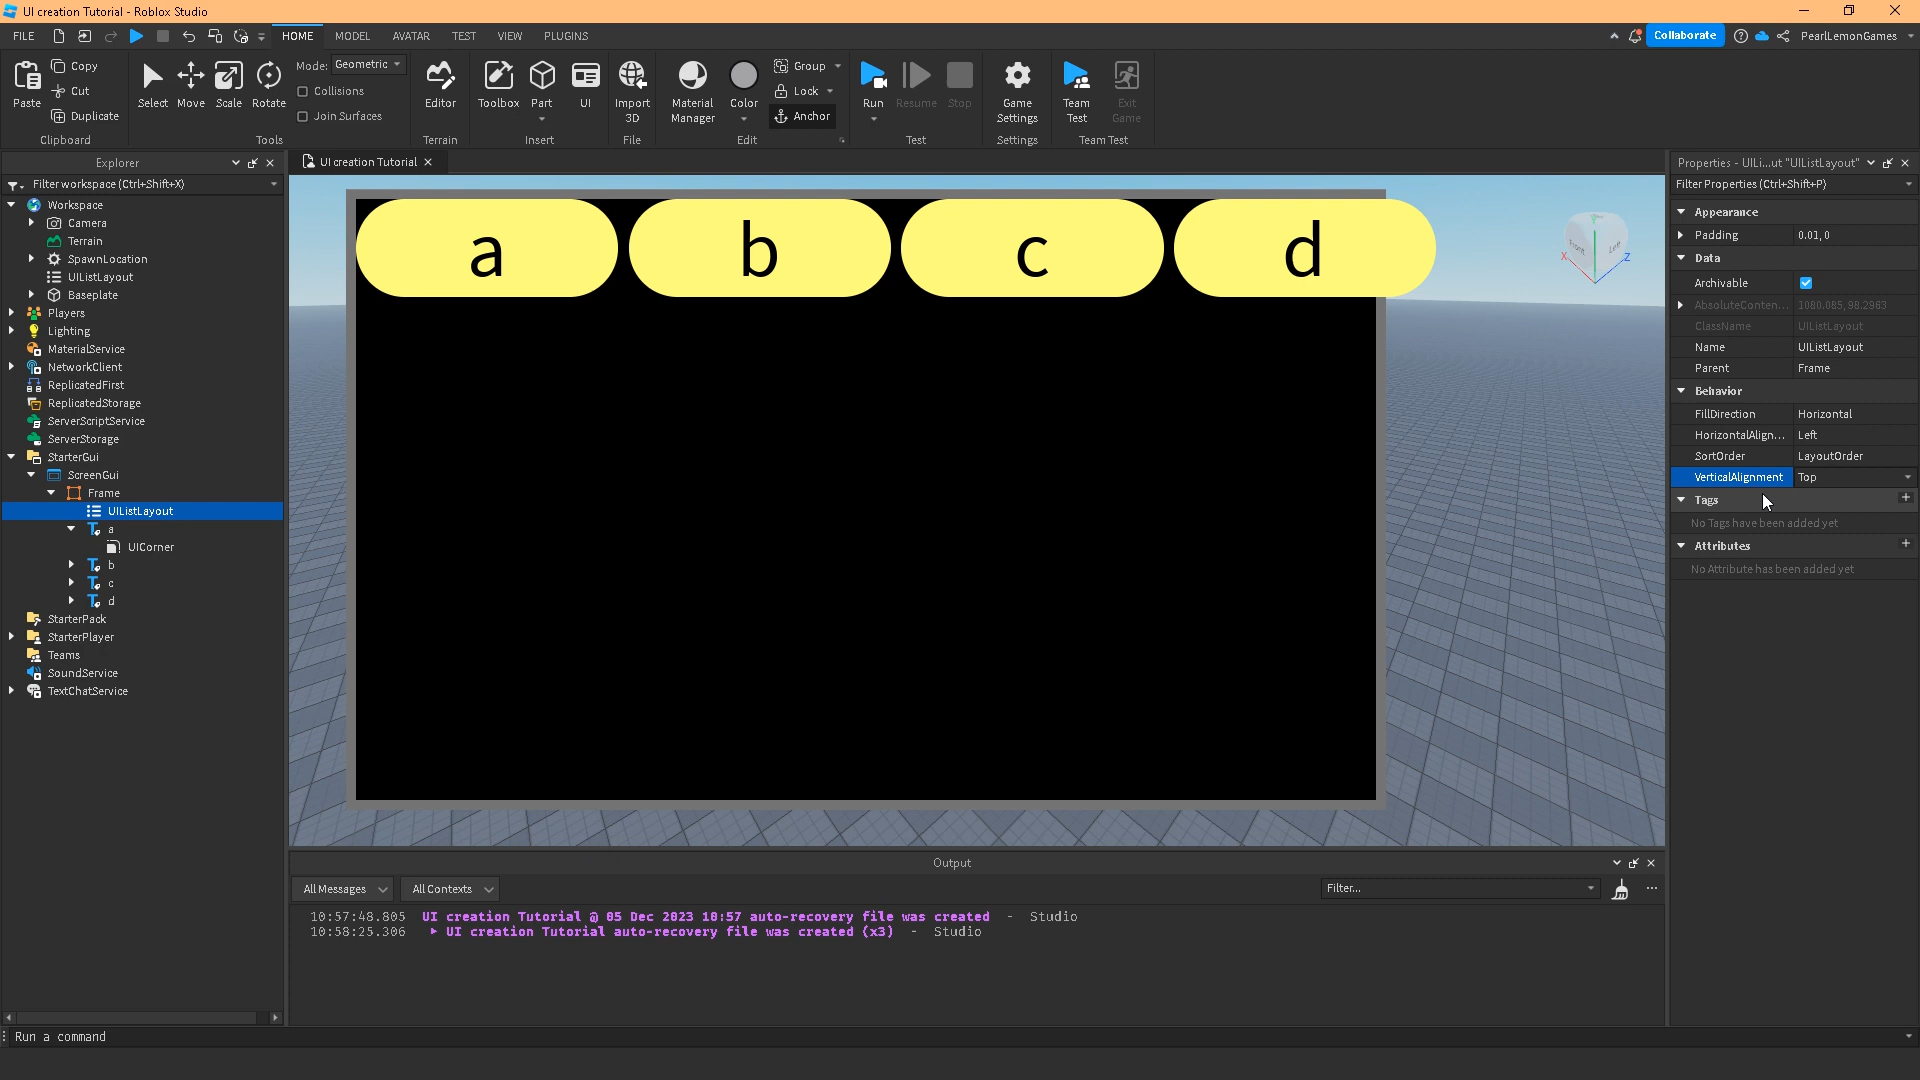 UI creation Tutorial - Roblox Studio
FILE HOME MODEL AVATAR TEST VIEW PLUGINS Collaborate PearlLemonGames
Paste Copy Cut Duplicate Clipboard
Select Move Scale Rotate Mode: Geometric Collisions Join Surfaces Tools
Editor Terrain
Toolbox Part UI Insert
Import 3D File
Material Manager Color Group Lock Anchor Edit
Run Resume Stop Test
Game Settings Settings
Team Test Exit Game Team Test
Explorer
Filter workspace (Ctrl+Shift+X)
Workspace
Camera
Terrain
SpawnLocation
UIListLayout
Baseplate
Players
Lighting
MaterialService
NetworkClient
ReplicatedFirst
ReplicatedStorage
ServerScriptService
ServerStorage
StarterGui
ScreenGui
Frame
UIListLayout
a
UICorner
b
c
d
StarterPack
StarterPlayer
Teams
SoundService
TextChatService
UI creation Tutorial
a b c d
Front Left
X Z
Properties - UILi...ut "UIListLayout"
Filter Properties (Ctrl+Shift+P)
Appearance
Padding 0.01, 0
Data
Archivable
AbsoluteConten... 1080.085, 98.2963
ClassName UIListLayout
Name UIListLayout
Parent Frame
Behavior
FillDirection Horizontal
HorizontalAlign... Left
SortOrder LayoutOrder
VerticalAlignment Top
Tags
No Tags have been added yet
Attributes
No Attribute has been added yet
Output
All Messages All Contexts Filter...
10:57:48.805 UI creation Tutorial @ 05 Dec 2023 10:57 auto-recovery file was created - Studio
10:58:25.306 ▶ UI creation Tutorial auto-recovery file was created (x3) - Studio
Run a command